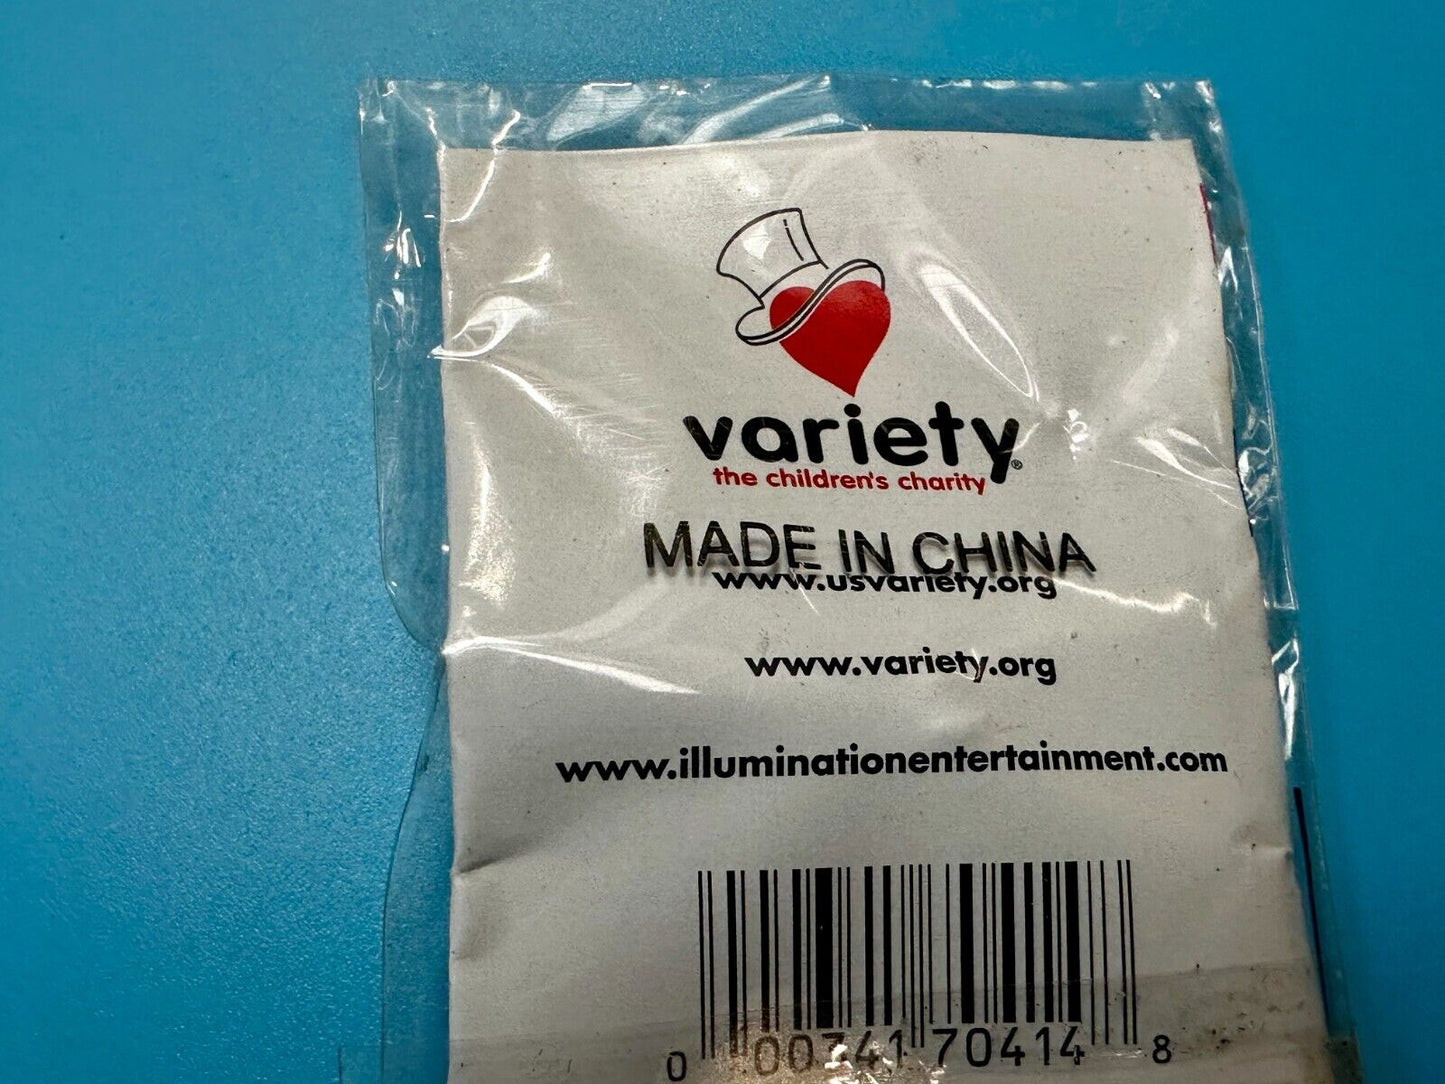 variety®
the children's charity
MADE IN CHINA
www.usvariety.org
www.variety.org
www.illuminationentertainment.com
0 00741 70414 8